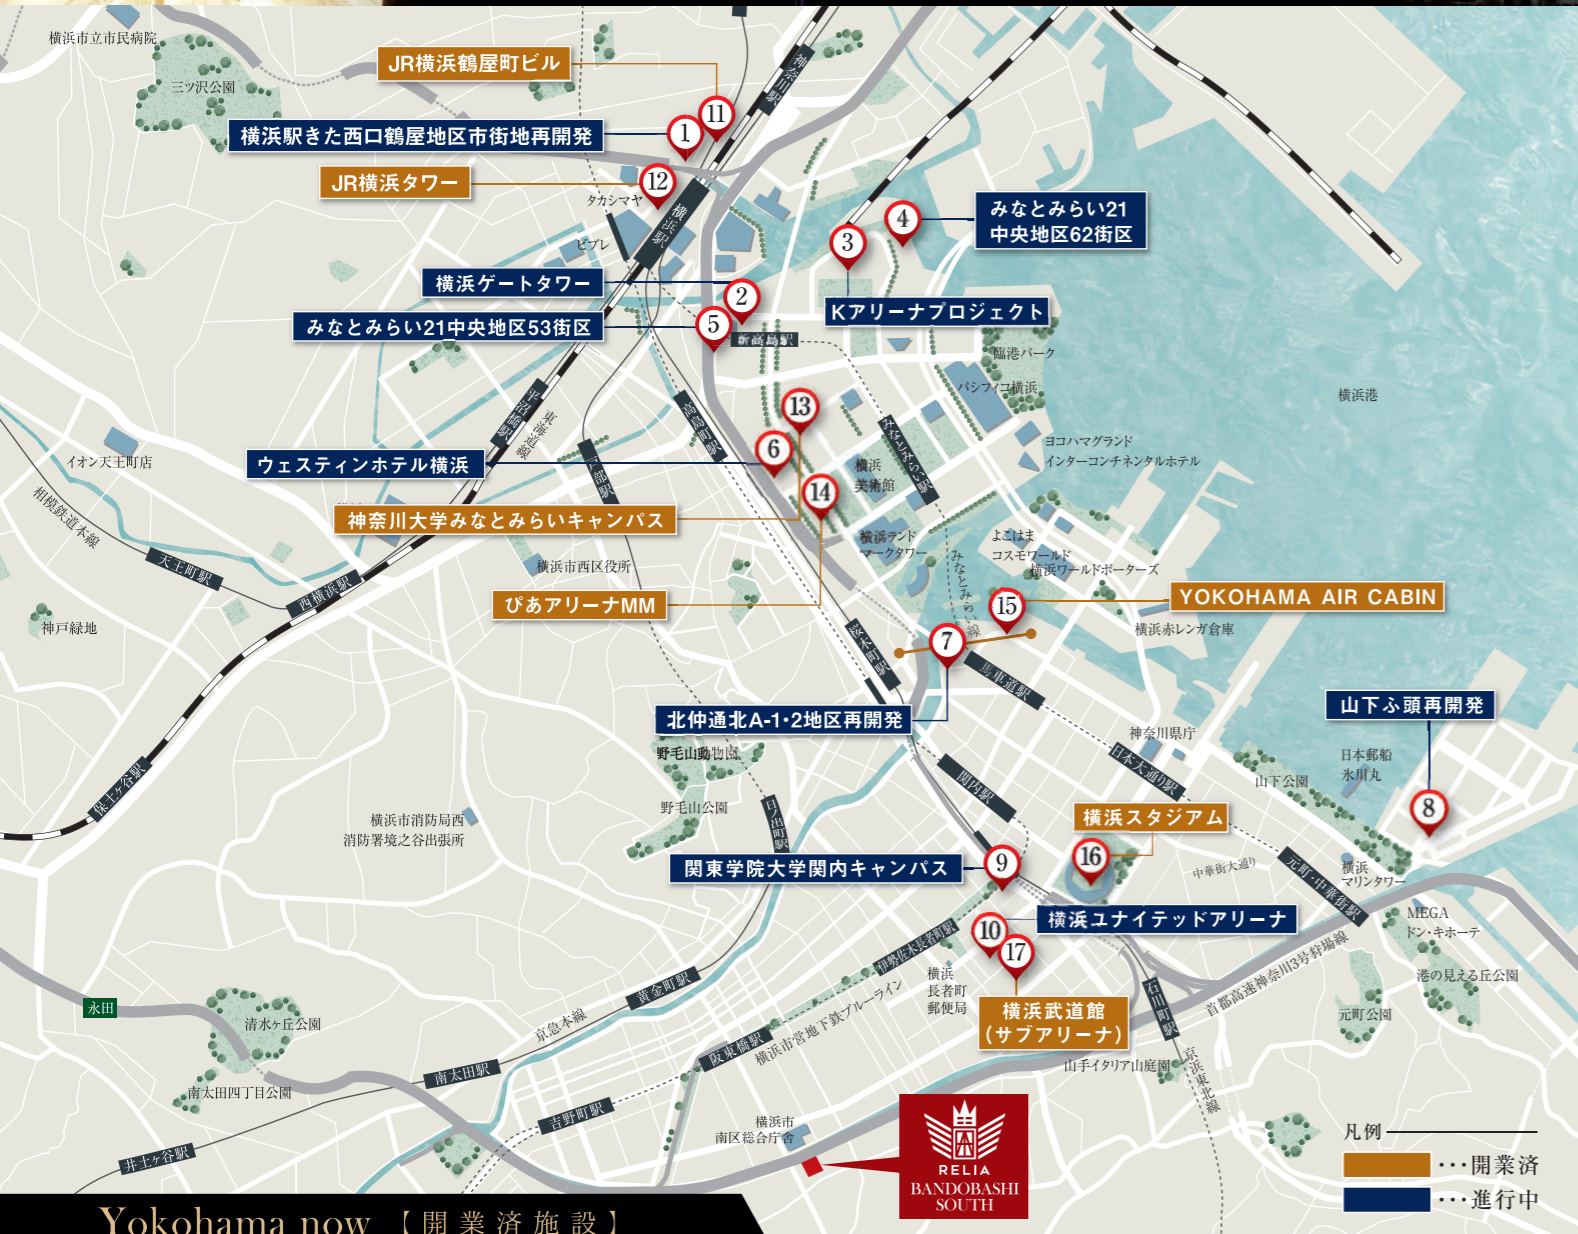 横浜市立市民病院
三ツ沢公園
JR横浜鶴屋町ビル
神奈川駅
11
横浜駅きた西口鶴屋地区市街地再開発
1
JR横浜タワー
12
タカシマヤ
横浜駅
ビブレ
4
みなとみらい21
中央地区62街区
3
横浜ゲートタワー
2
Kアリーナプロジェクト
みなとみらい21中央地区53街区
5
新高島駅
臨港パーク
パシフィコ横浜
横浜港
平沼橋駅
東海道線
高島町駅
13
みなとみらい駅
ヨコハマグランド
インターコンチネンタルホテル
イオン天王町店
ウェスティンホテル横浜
6
戸部駅
横浜
美術館
14
相模鉄道本線
神奈川大学みなとみらいキャンパス
横浜ランド
マークタワー
よこはま
コスモワールド
横浜ワールドポーターズ
天王町駅
西横浜駅
横浜市西区役所
みなとみらい線
ぴあアリーナMM
15
YOKOHAMA AIR CABIN
神戸緑地
横浜赤レンガ倉庫
7
桜木町駅
馬車道駅
北仲通北A-1・2地区再開発
山下ふ頭再開発
神奈川県庁
野毛山動物園
日本大通り駅
日本郵船
氷川丸
山下公園
保土ヶ谷駅
関内駅
野毛山公園
日ノ出町駅
8
横浜市消防局西
消防署境之谷出張所
横浜スタジアム
16
9
関東学院大学関内キャンパス
中華街大通り
元町・中華街駅
横浜
マリンタワー
横浜ユナイテッドアリーナ
10
17
MEGA
ドン・キホーテ
伊勢佐木長者町駅
横浜
長者町
郵便局
首都高速神奈川3号狩場線
港の見える丘公園
永田
黄金町駅
石川町駅
横浜武道館
(サブアリーナ)
元町公園
清水ヶ丘公園
京急本線
横浜市営地下鉄ブルーライン
阪東橋駅
山手イタリア山庭園
京浜東北線
南太田駅
南太田四丁目公園
吉野町駅
横浜市
南区総合庁舎
RELIA
BANDOBASHI
SOUTH
井土ヶ谷駅
凡例
・・・開業済
・・・進行中
Yokohama now 【開業済施設】